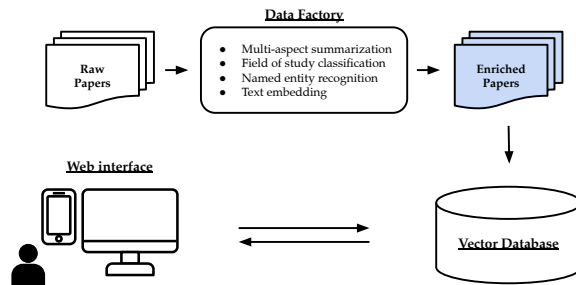 Data Factory
Raw
Papers
● Multi-aspect summarization
● Field of study classification
● Named entity recognition
● Text embedding
Enriched
Papers
Web interface
Vector Database